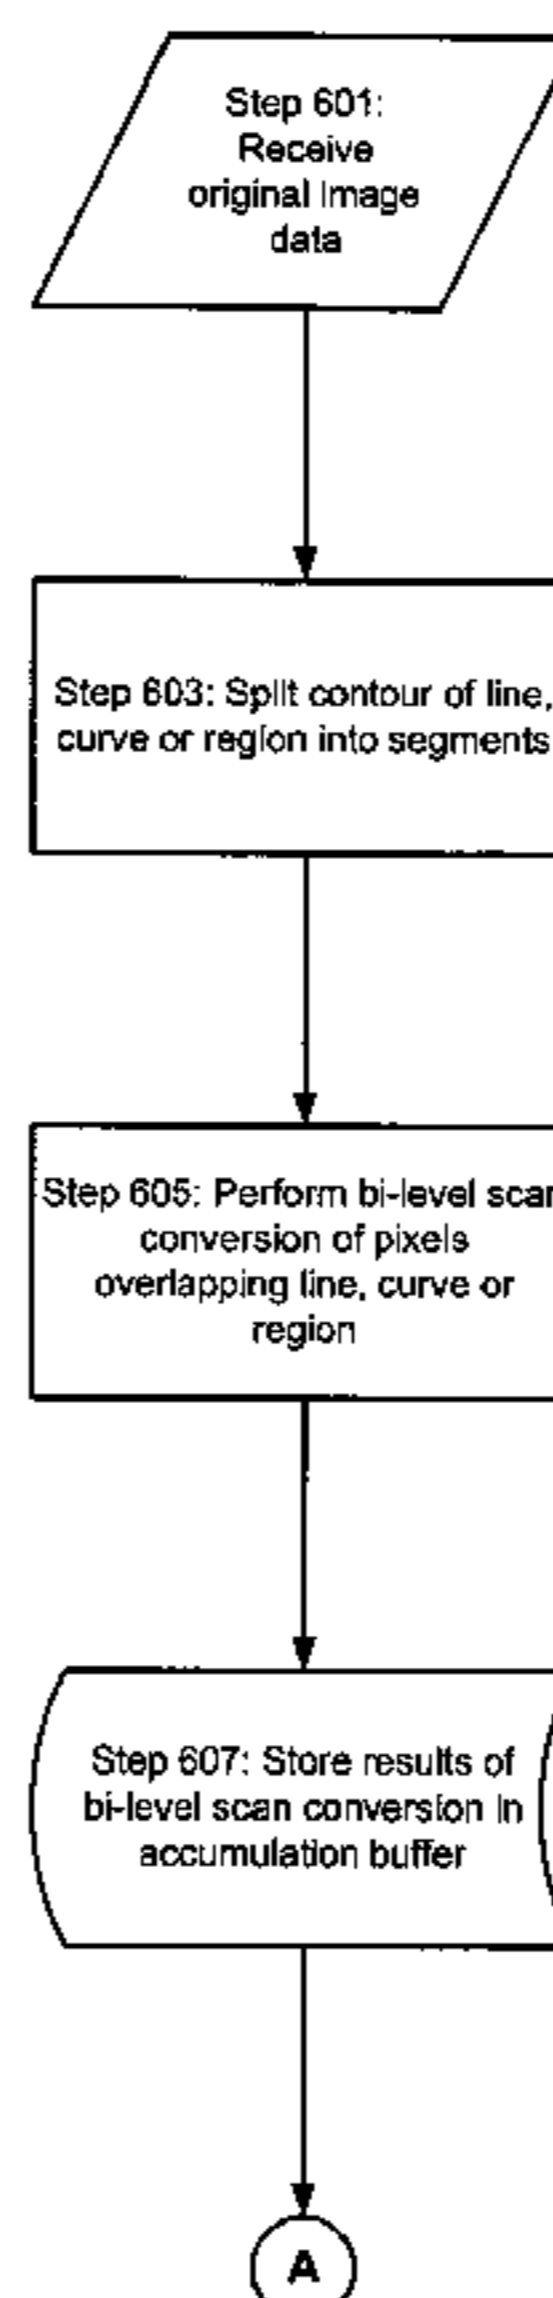 Step 601:
Receive
original Image
data
Step 603: Split contour of line,
curve or region into segments
Step 605: Perform bi-level scan
conversion of pixels
overlapping line, curve or
region
Step 607: Store results of
bi-level scan conversion in
accumulation buffer
A